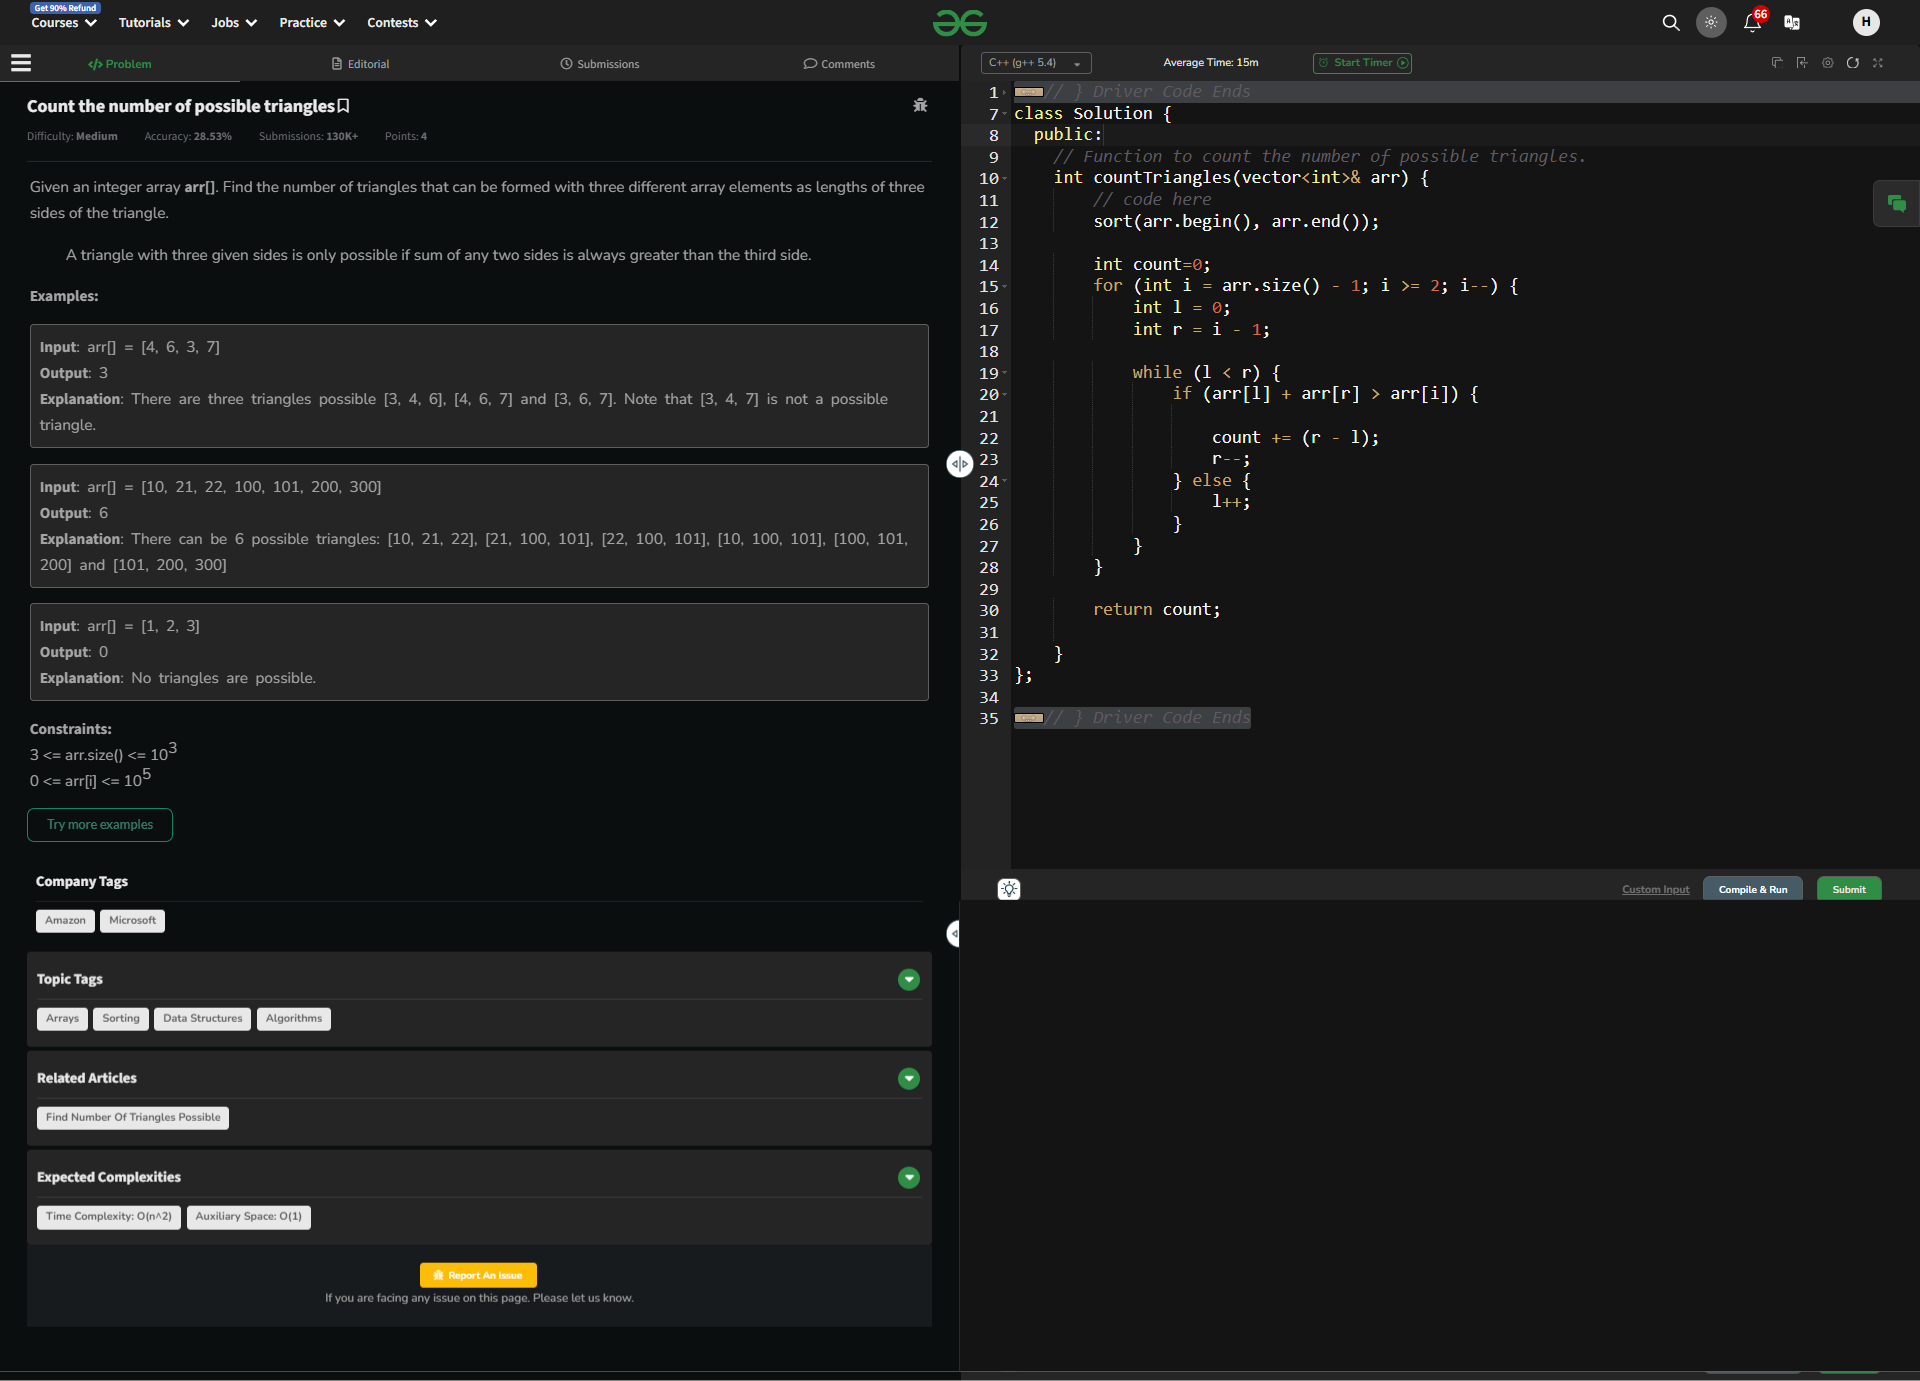 Get 90% Refund
Courses Tutorials Jobs Practice Contests
66
H
Problem Editorial Submissions Comments
Count the number of possible triangles
Difficulty: Medium Accuracy: 28.53% Submissions: 130K+ Points: 4
Given an integer array arr[]. Find the number of triangles that can be formed with three different array elements as lengths of three
sides of the triangle.
A triangle with three given sides is only possible if sum of any two sides is always greater than the third side.
Examples:
Input: arr[] = [4, 6, 3, 7]
Output: 3
Explanation: There are three triangles possible [3, 4, 6], [4, 6, 7] and [3, 6, 7]. Note that [3, 4, 7] is not a possible
triangle.
Input: arr[] = [10, 21, 22, 100, 101, 200, 300]
Output: 6
Explanation: There can be 6 possible triangles: [10, 21, 22], [21, 100, 101], [22, 100, 101], [10, 100, 101], [100, 101,
200] and [101, 200, 300]
Input: arr[] = [1, 2, 3]
Output: 0
Explanation: No triangles are possible.
Constraints:
3 <= arr.size() <= 10^3
0 <= arr[i] <= 10^5
Try more examples
Company Tags
Amazon Microsoft
Topic Tags
Arrays Sorting Data Structures Algorithms
Related Articles
Find Number Of Triangles Possible
Expected Complexities
Time Complexity: O(n^2) Auxiliary Space: O(1)
Report An Issue
If you are facing any issue on this page. Please let us know.
C++ (g++ 5.4) Average Time: 15m Start Timer
1 // } Driver Code Ends
7 class Solution {
8 public:
9 // Function to count the number of possible triangles.
10 int countTriangles(vector<int>& arr) {
11 // code here
12 sort(arr.begin(), arr.end());
13
14 int count=0;
15 for (int i = arr.size() - 1; i >= 2; i--) {
16 int l = 0;
17 int r = i - 1;
18
19 while (l < r) {
20 if (arr[l] + arr[r] > arr[i]) {
21
22 count += (r - l);
23 r--;
24 } else {
25 l++;
26 }
27 }
28 }
29
30 return count;
31
32 }
33 };
34
35 // } Driver Code Ends
Custom Input Compile & Run Submit